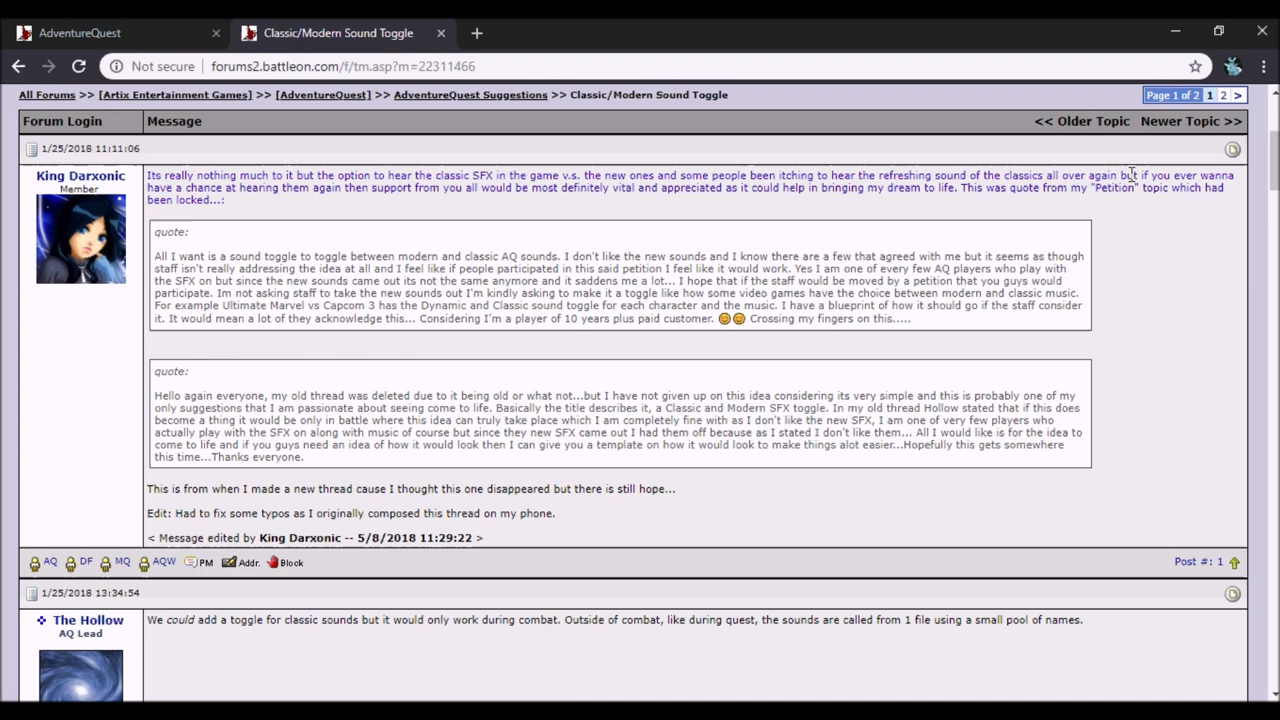 AdventureQuest
Classic/Modern Sound Toggle
Not secure
forums2.battleon.com/f/tm.asp?m=22311466
All Forums >> [Artix Entertainment Games] >> [AdventureQuest] >> AdventureQuest Suggestions >> Classic/Modern Sound Toggle
Page 1 of 2 1 2 >
Forum Login
Message
<< Older Topic Newer Topic >>
1/25/2018 11:11:06
King Darxonic
Member
Its really nothing much to it but the option to hear the classic SFX in the game v.s. the new ones and some people been itching to hear the refreshing sound of the classics all over again but if you ever wanna
have a chance at hearing them again then support from you all would be most definitely vital and appreciated as it could help in bringing my dream to life. This was quote from my "Petition" topic which had
been locked...:
quote:
All I want is a sound toggle to toggle between modern and classic AQ sounds. I don't like the new sounds and I know there are a few that agreed with me but it seems as though
staff isn't really addressing the idea at all and I feel like if people participated in this said petition I feel like it would work. Yes I am one of every few AQ players who play with
the SFX on but since the new sounds came out its not the same anymore and it saddens me a lot... I hope that if the staff would be moved by a petition that you guys would
participate. Im not asking staff to take the new sounds out I'm kindly asking to make it a toggle like how some video games have the choice between modern and classic music.
For example Ultimate Marvel vs Capcom 3 has the Dynamic and Classic sound toggle for each character and the music. I have a blueprint of how it should go if the staff consider
it. It would mean a lot of they acknowledge this... Considering I'm a player of 10 years plus paid customer. 😊😊 Crossing my fingers on this.....
quote:
Hello again everyone, my old thread was deleted due to it being old or what not...but I have not given up on this idea considering its very simple and this is probably one of my
only suggestions that I am passionate about seeing come to life. Basically the title describes it, a Classic and Modern SFX toggle. In my old thread Hollow stated that if this does
become a thing it would be only in battle where this idea can truly take place which I am completely fine with as I don't like the new SFX, I am one of very few players who
actually play with the SFX on along with music of course but since they new SFX came out I had them off because as I stated I don't like them... All I would like is for the idea to
come to life and if you guys need an idea of how it would look then I can give you a template on how it would look to make things alot easier...Hopefully this gets somewhere
this time...Thanks everyone.
This is from when I made a new thread cause I thought this one disappeared but there is still hope...
Edit: Had to fix some typos as I originally composed this thread on my phone.
< Message edited by King Darxonic -- 5/8/2018 11:29:22 >
AQ DF MQ AQW PM Addr. Block
Post #: 1
1/25/2018 13:34:54
The Hollow
AQ Lead
We could add a toggle for classic sounds but it would only work during combat. Outside of combat, like during quest, the sounds are called from 1 file using a small pool of names.